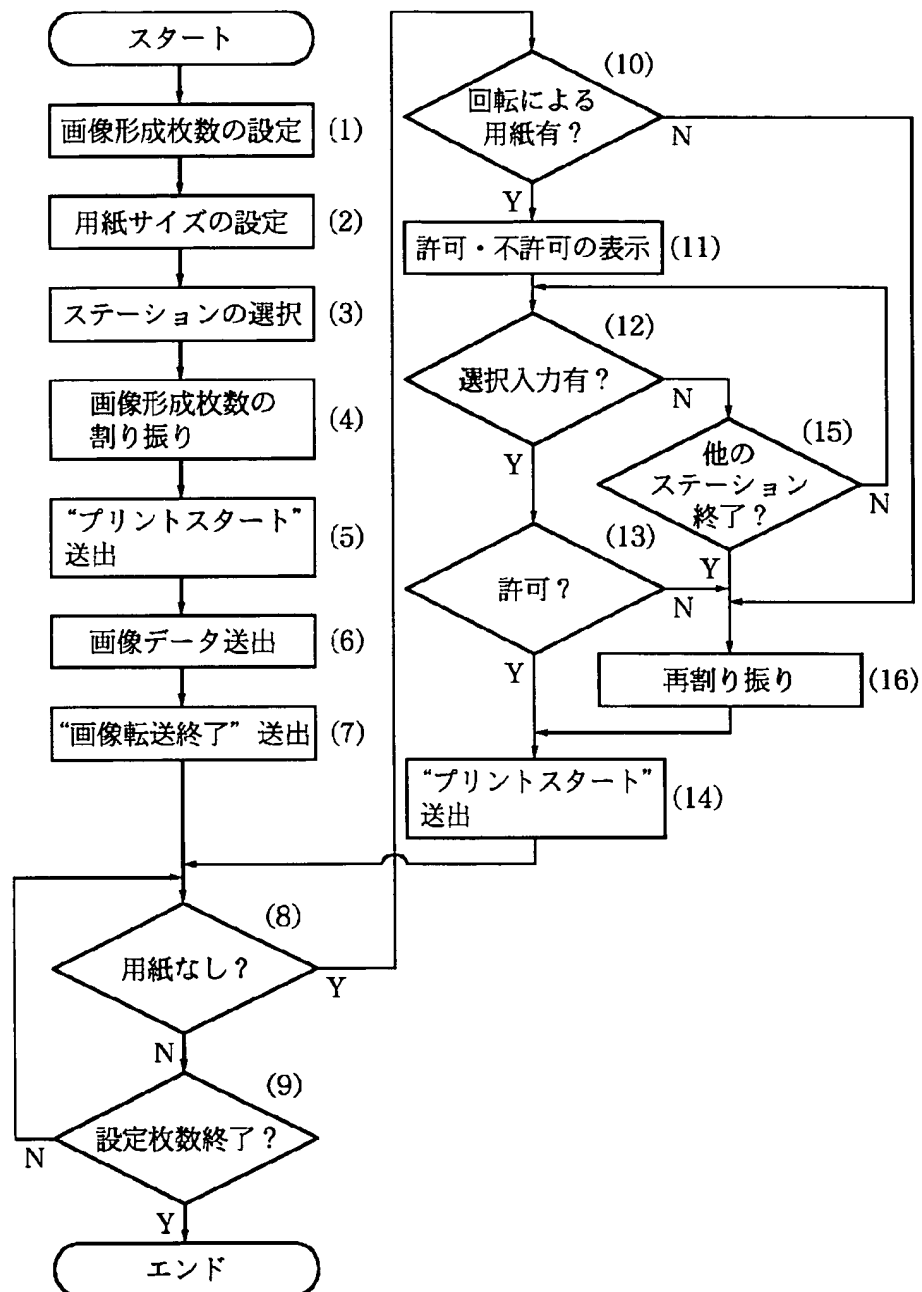 スタート
画像形成枚数の設定
(1)
用紙サイズの設定
(2)
ステーションの選択
(3)
画像形成枚数の
割り振り
(4)
“プリントスタート”
送出
(5)
画像データ送出
(6)
“画像転送終了”送出
(7)
(8)
用紙なし?
Y
N
(9)
設定枚数終了?
N
Y
エンド
(10)
回転による
用紙有?
N
Y
許可・不許可の表示
(11)
(12)
選択入力有?
N
Y
(15)
他の
ステーション
終了?
N
Y
(13)
許可?
N
Y
再割り振り
(16)
“プリントスタート”
送出
(14)